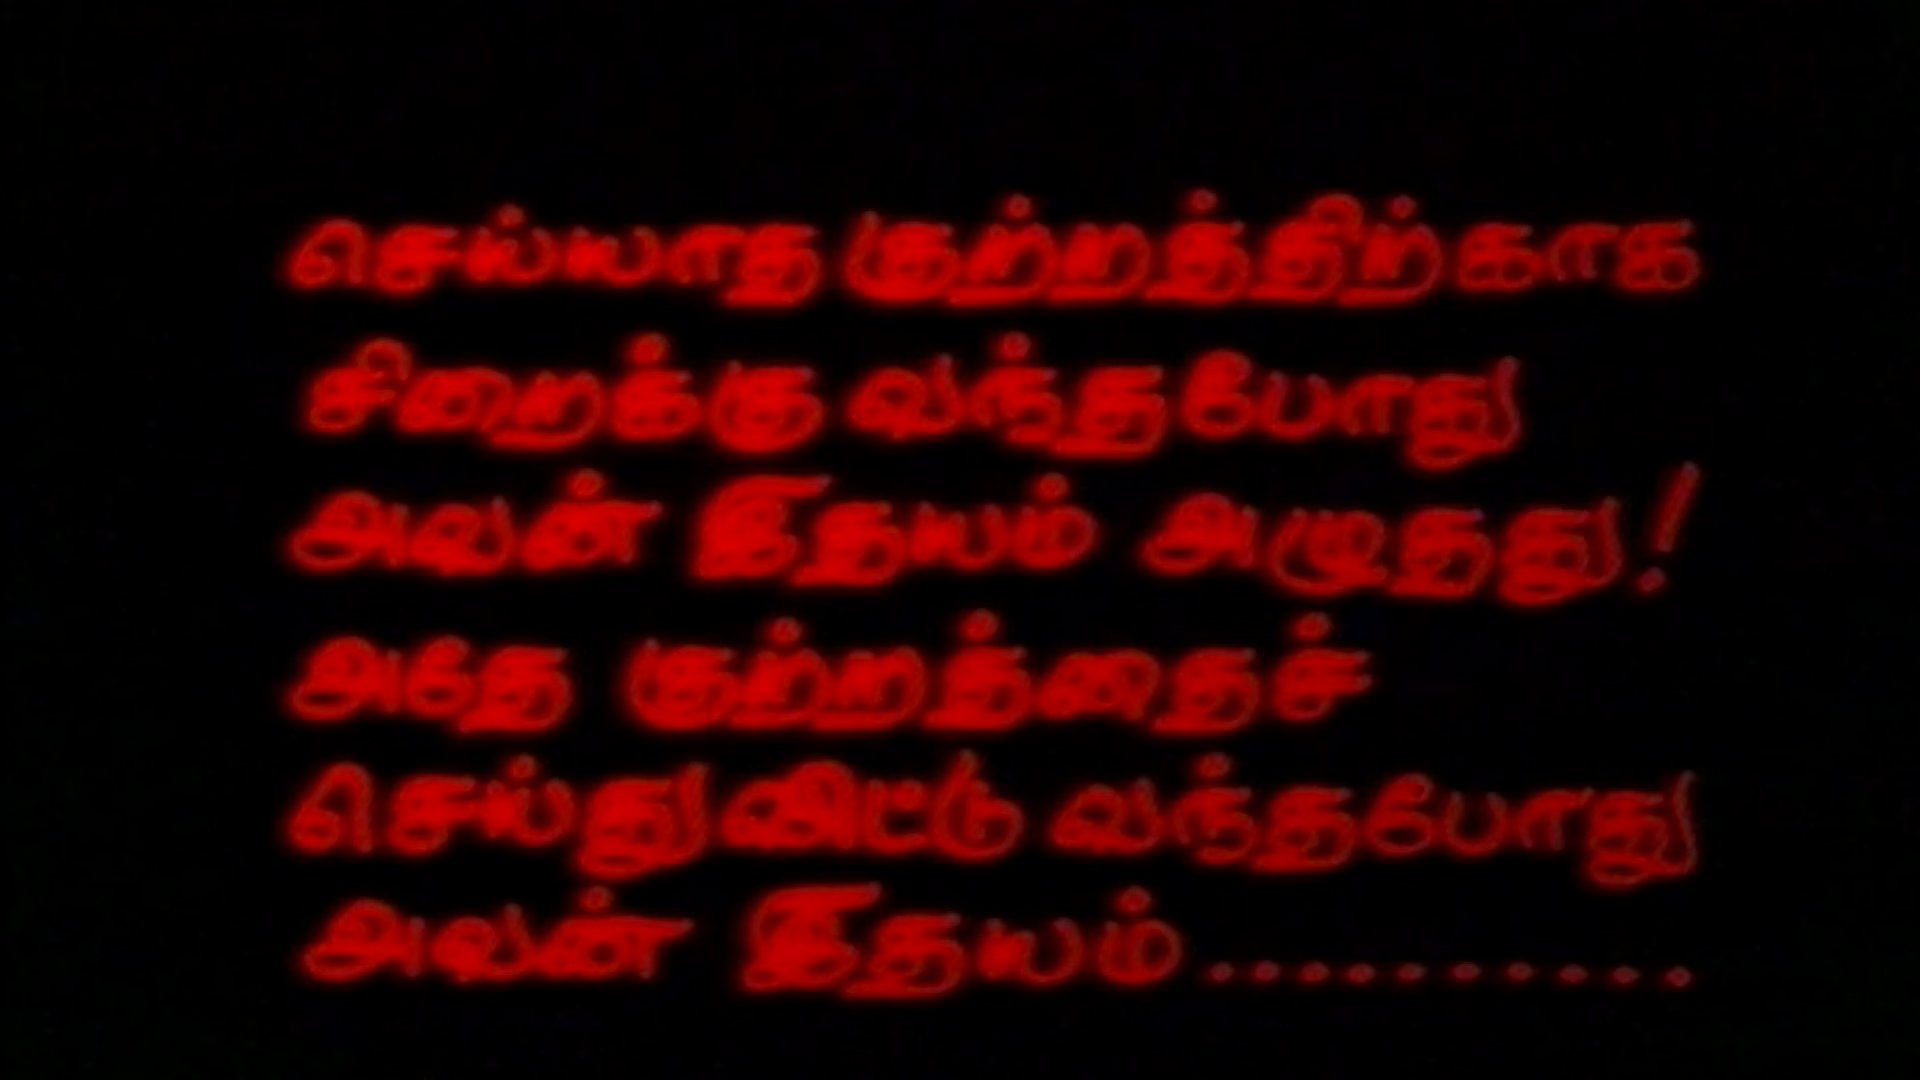 செய்யாத குற்றத்திற்காக
சிறைக்கு வந்தபோது
அவன் இதயம் அழுதது!
அதே குற்றத்தைச்
செய்துவிட்டு வந்தபோது
அவன் இதயம் ..........